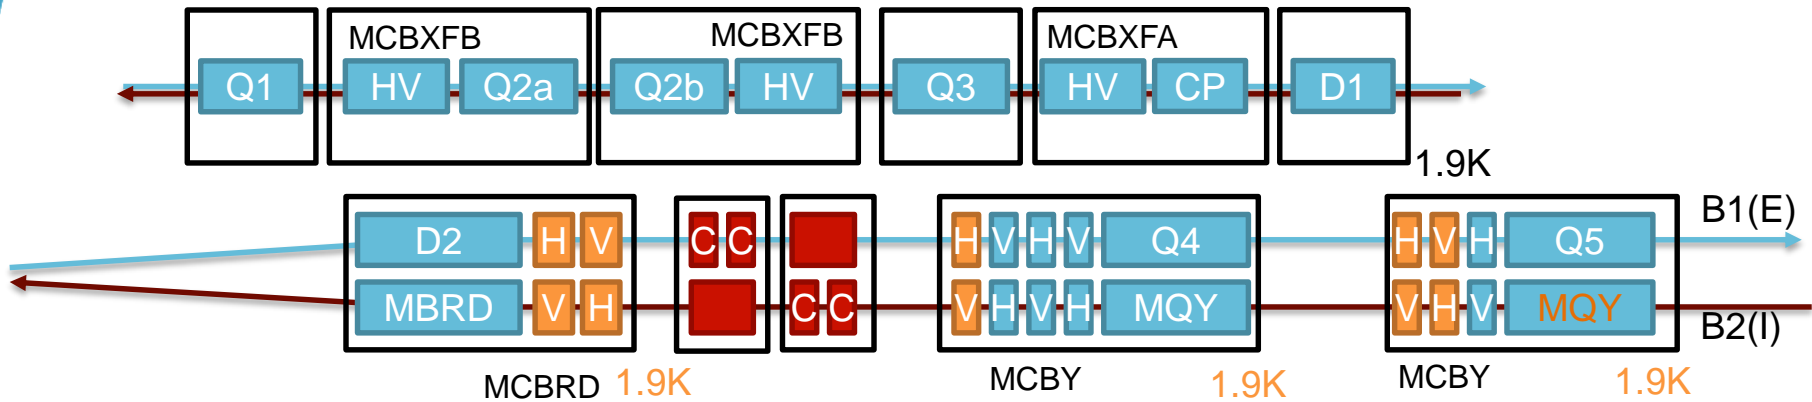 MCBXFB MCBXFB MCBXFA
Q1 HV Q2a Q2b HV Q3 HV CP D1
1.9K
D2 H V C C H V H V Q4 H V H Q5 B1(E)
MBRD V H C C V H V H MQY V H V MQY B2(I)
MCBRD 1.9K MCBY 1.9K MCBY 1.9K